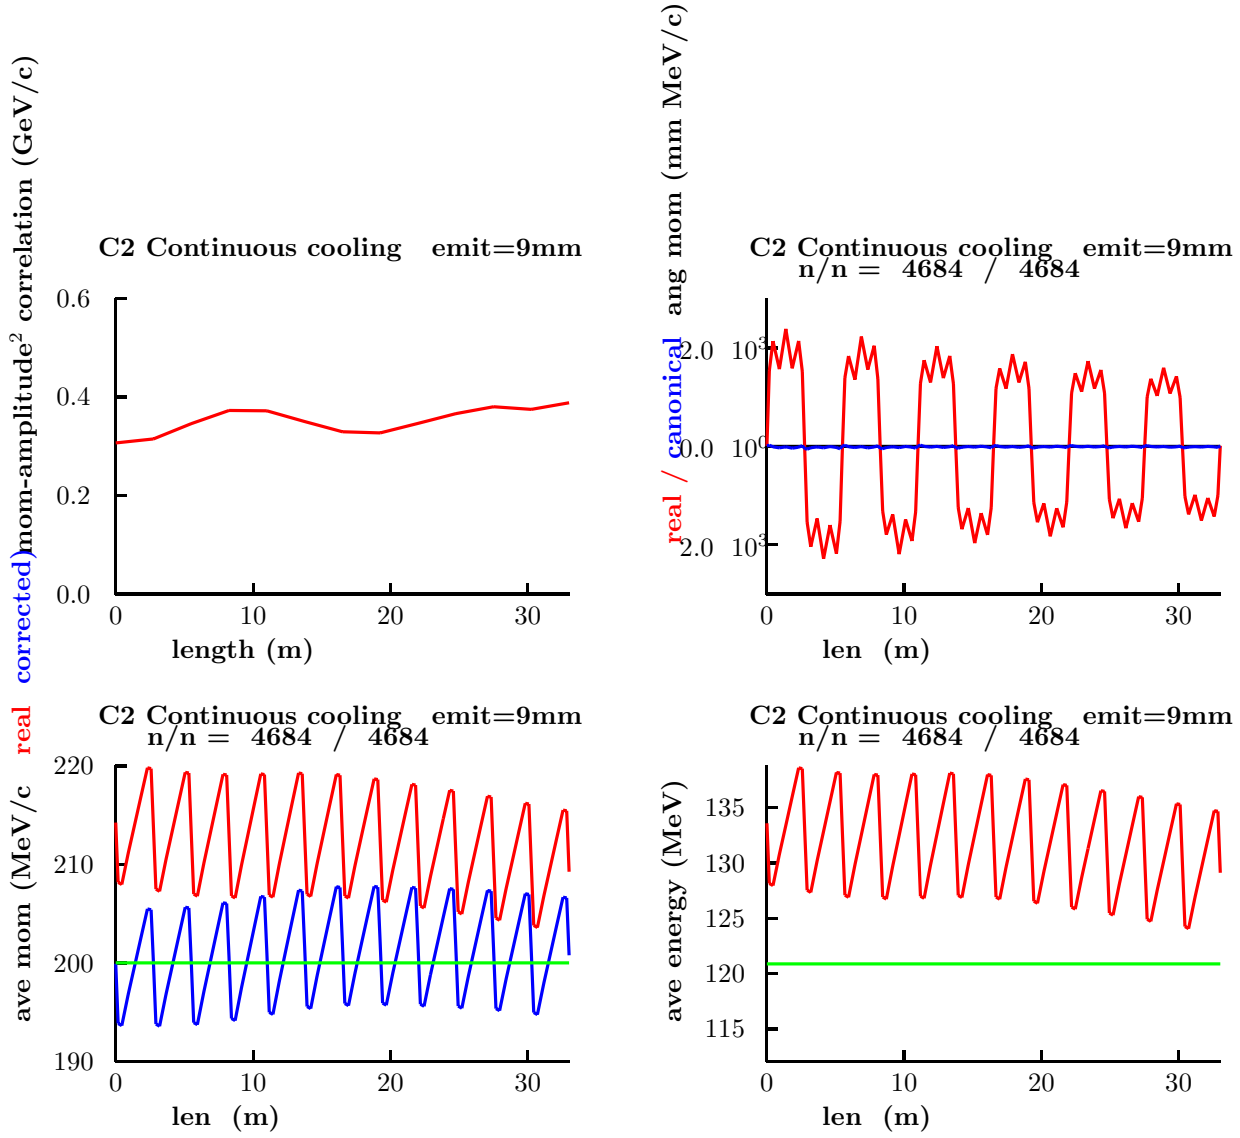 mom-amplitude² correlation (GeV/c)
C2 Continuous cooling emit=9mm
0.6
0.4
0.2
0.0
0 10 20 30
length (m)
real / canonical ang mom (mm MeV/c)
C2 Continuous cooling emit=9mm
n/n = 4684 / 4684
2.0 10³
0.0 10⁰
2.0 10³
0 10 20 30
len (m)
ave mom (MeV/c real corrected)
C2 Continuous cooling emit=9mm
n/n = 4684 / 4684
220
210
200
190
0 10 20 30
len (m)
ave energy (MeV)
C2 Continuous cooling emit=9mm
n/n = 4684 / 4684
135
130
125
120
115
0 10 20 30
len (m)